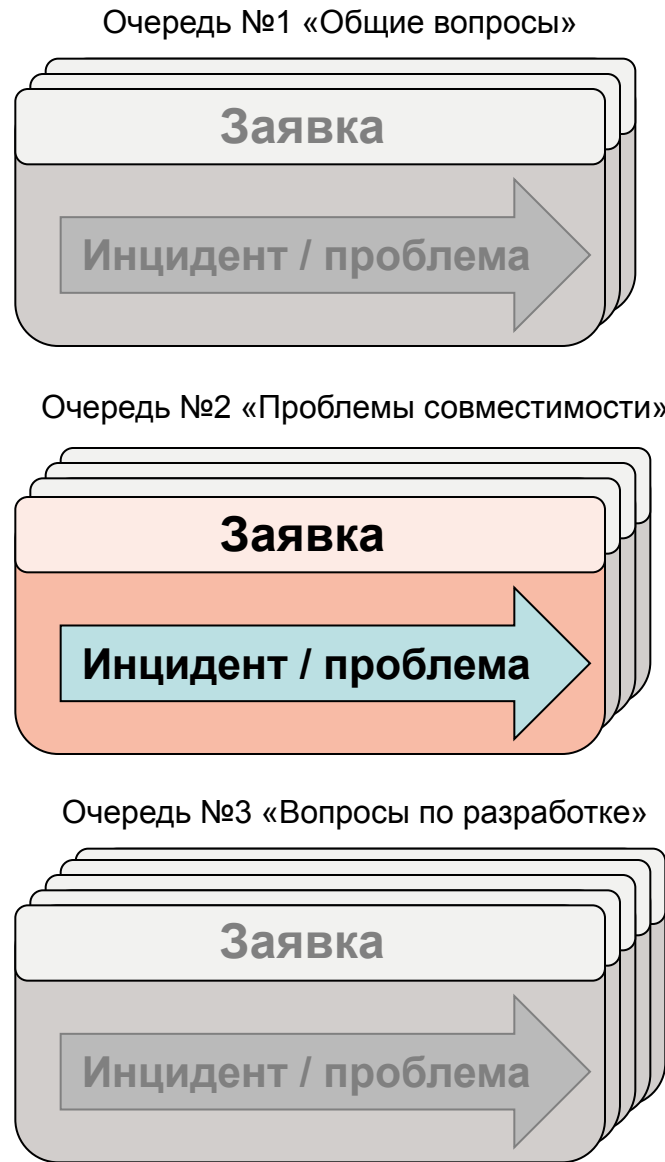 Очередь №1 «Общие вопросы»
Заявка
Инцидент / проблема
Очередь №2 «Проблемы совместимости»
Заявка
Инцидент / проблема
Очередь №3 «Вопросы по разработке»
Заявка
Инцидент / проблема